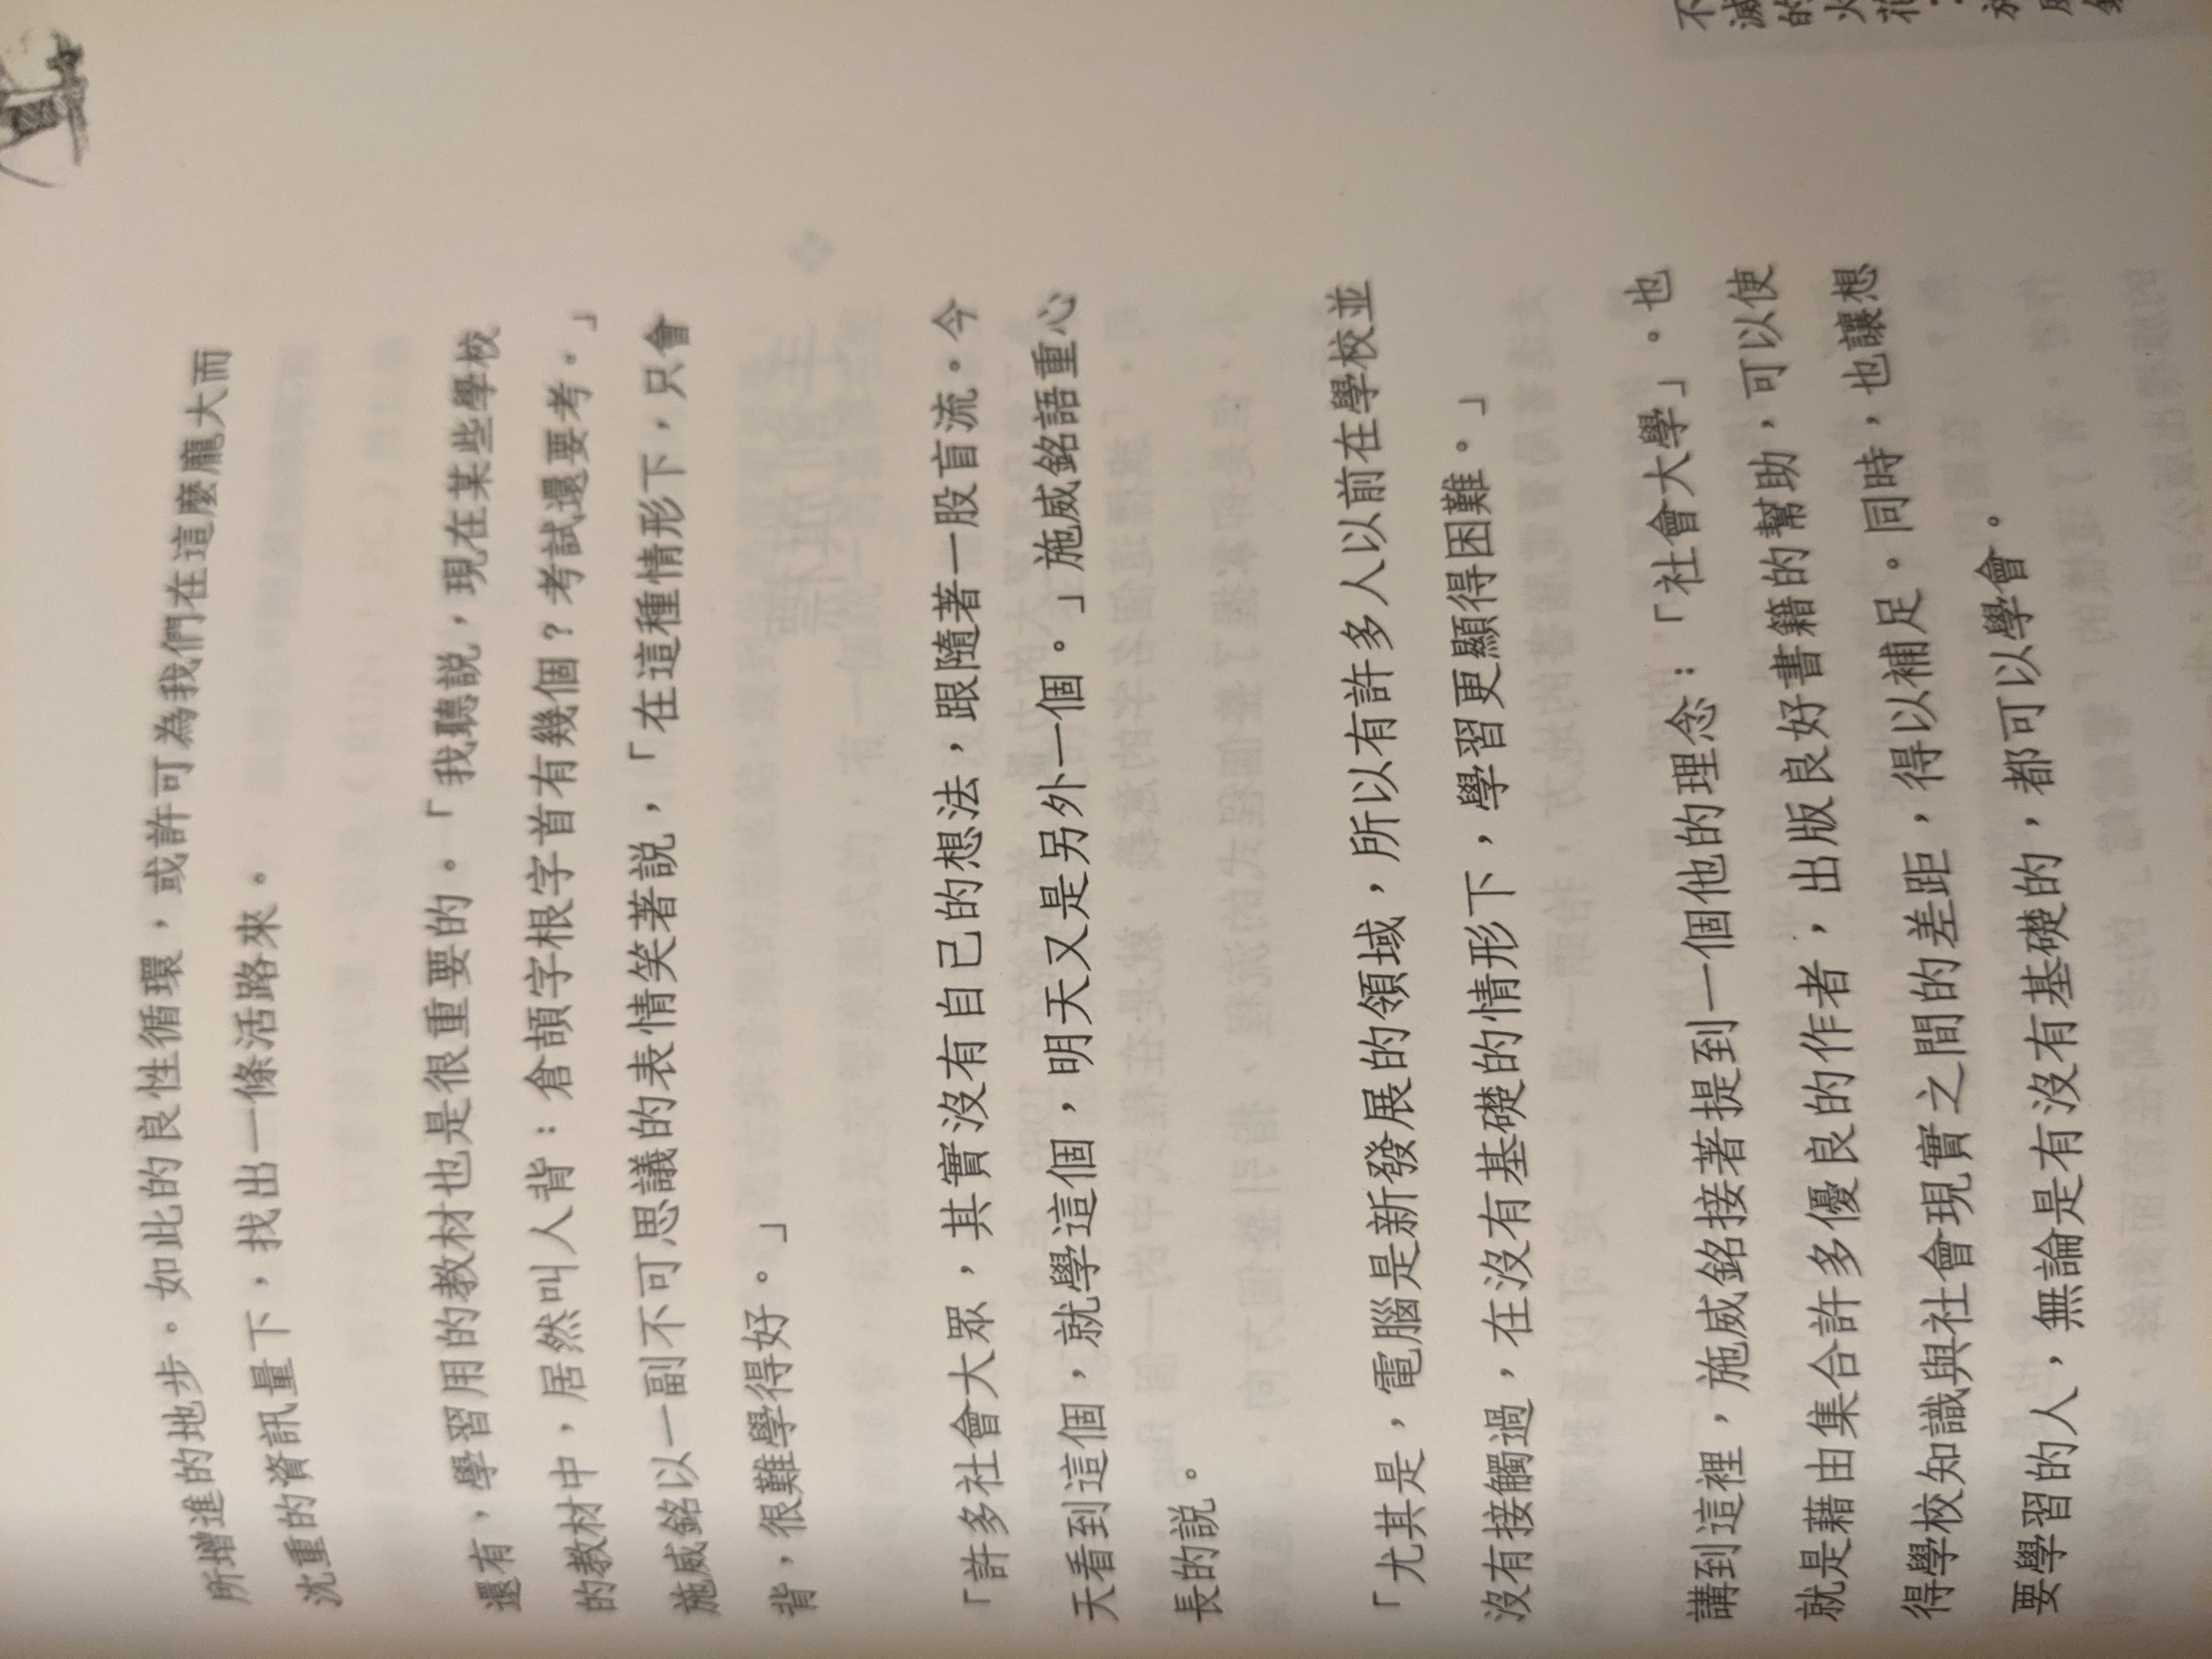 所增進的地步。如此的良性循環，或許可為我們在這麼龐大而
沈重的資訊量下，找出一條活路來。
還有，學習用的教材也是很重要的。「我聽説，現在某些學校
的教材中，居然叫人背：倉頡字根字首有幾個？考試還要考。」
施威銘以一副不可思議的表情笑著説，「在這種情形下，只會
背，很難學得好。」
「許多社會大眾，其實沒有自己的想法，跟隨著一股盲流。今
天看到這個，就學這個，明天又是另外一個。」施威銘語重心
長的説。
「尤其是，電腦是新發展的領域，所以有許多人以前在學校並
沒有接觸過，在沒有基礎的情形下，學習更顯得困難。」
講到這裡，施威銘接著提到一個他的理念：「社會大學」。也
就是藉由集合許多優良的作者，出版良好書籍的幫助，可以使
得學校知識與社會現實之間的差距，得以補足。同時，也讓想
要學習的人，無論是有沒有基礎的，都可以學會。
不滅的火花